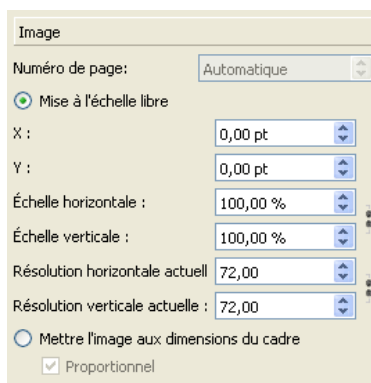 Image
Numéro de page: Automatique
Mise à l'échelle libre
X : 0,00 pt
Y : 0,00 pt
Échelle horizontale : 100,00 %
Échelle verticale : 100,00 %
Résolution horizontale actuell 72,00
Résolution verticale actuelle : 72,00
Mettre l'image aux dimensions du cadre
Proportionnel